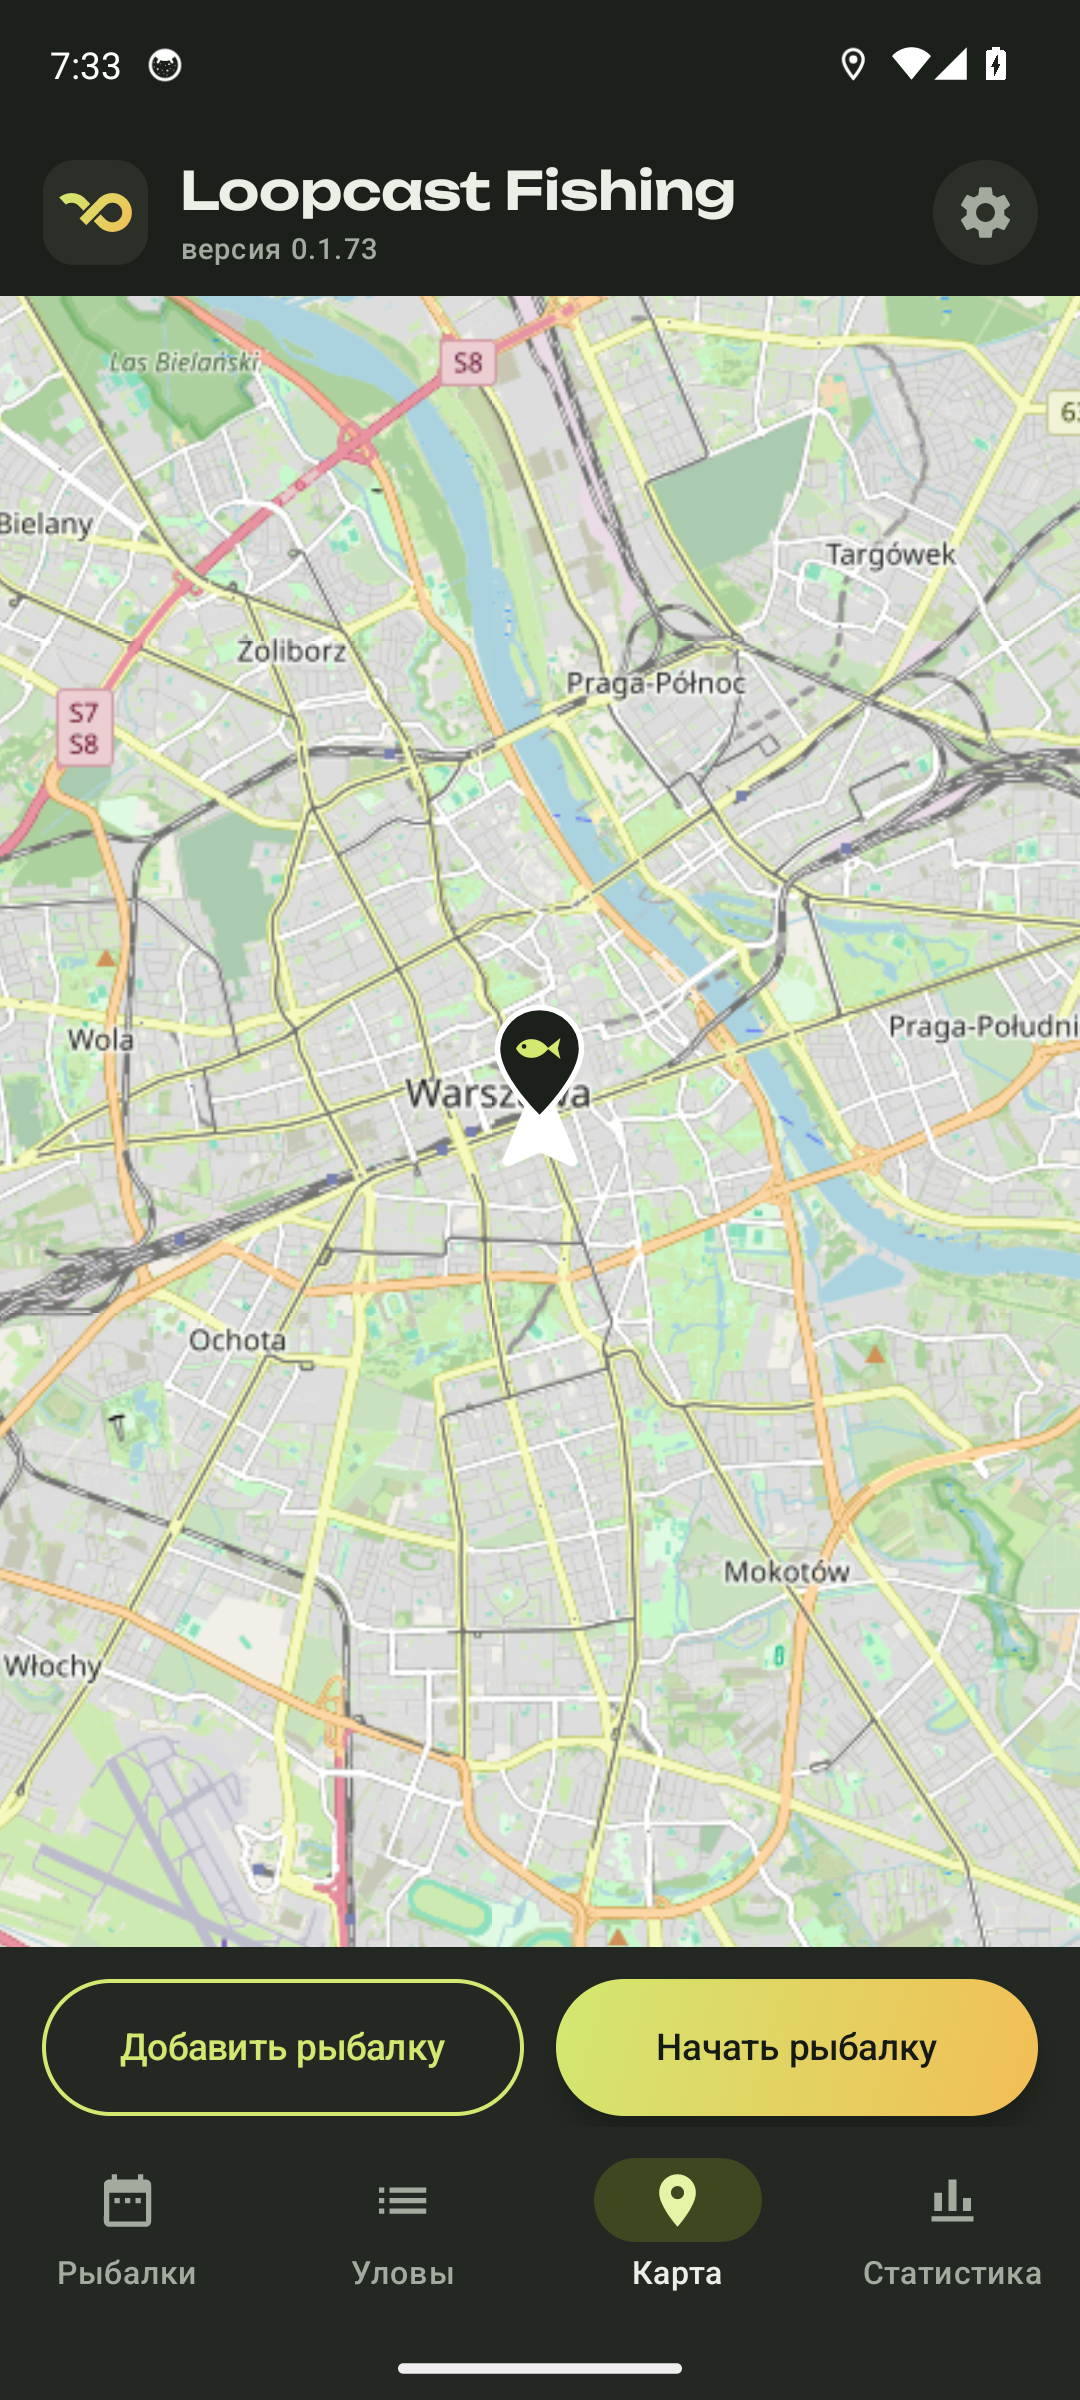 7:33
Loopcast Fishing
версия 0.1.73
Las Bielański
S8
Bielany
Targówek
Żoliborz
Praga-Północ
S7
S8
Wola
Praga-Południ
Ochota
Mokotów
Włochy
Добавить рыбалку
Начать рыбалку
Рыбалки
Уловы
Карта
Статистика